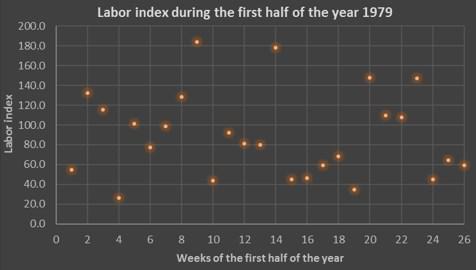 Labor index during the first half of the year 1979
Labor index
200.0
180.0
160.0
140.0
120.0
100.0
80.0
60.0
40.0
20.0
0.0
0 2 4 6 8 10 12 14 16 18 20 22 24 26
Weeks of the first half of the year